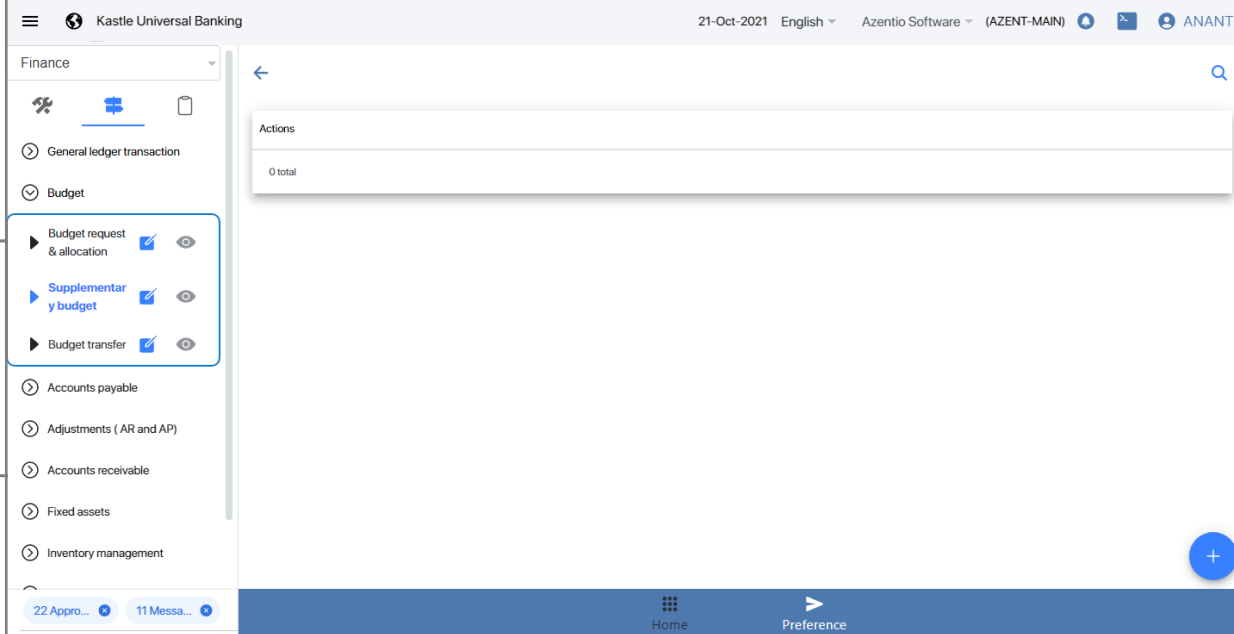 Kastle Universal Banking
21-Oct-2021 English Azentio Software (AZENT-MAIN) ANANT
Finance
Actions
0 total
General ledger transaction
Budget
Budget request
& allocation
Supplementar
y budget
Budget transfer
Accounts payable
Adjustments ( AR and AP)
Accounts receivable
Fixed assets
Inventory management
22 Appro...
11 Messa...
Home
Preference